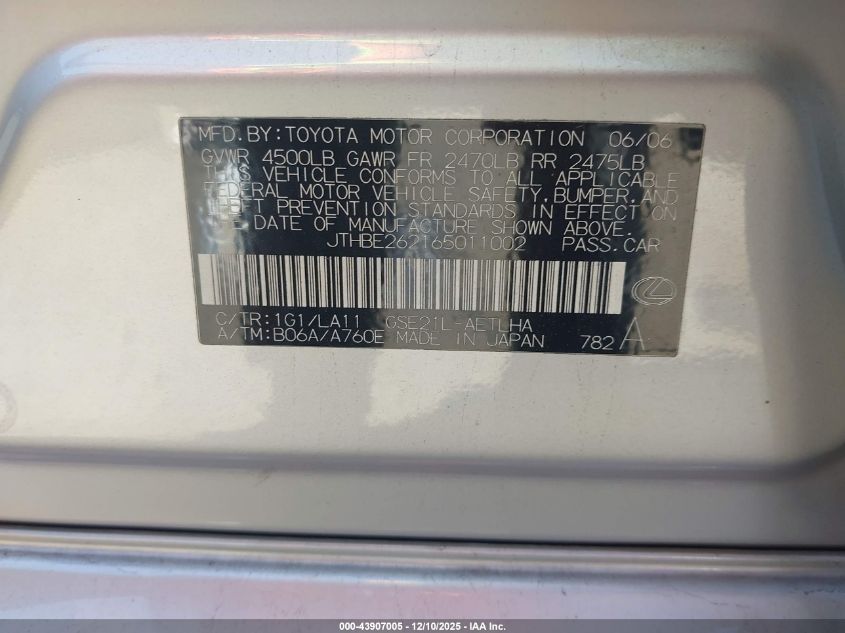 MFD.BY:TOYOTA MOTOR CORPORATION 06/06
GVWR 4500LB GAWR FR 2470LB RR 2475LB
THIS VEHICLE CONFORMS TO ALL APPLICABLE
FEDERAL MOTOR VEHICLE SAFETY,BUMPER,AND
THEFT PREVENTION STANDARDS IN EFFECT ON
THE DATE OF MANUFACTURE SHOWN ABOVE.
JTHBE262165011002 PASS.CAR
C/TR:1G1/LA11 GSE21L-AETLHA
A/TM:B06A/A760E MADE IN JAPAN 782 A
000-43907005 - 12/10/2025 - IAA Inc.